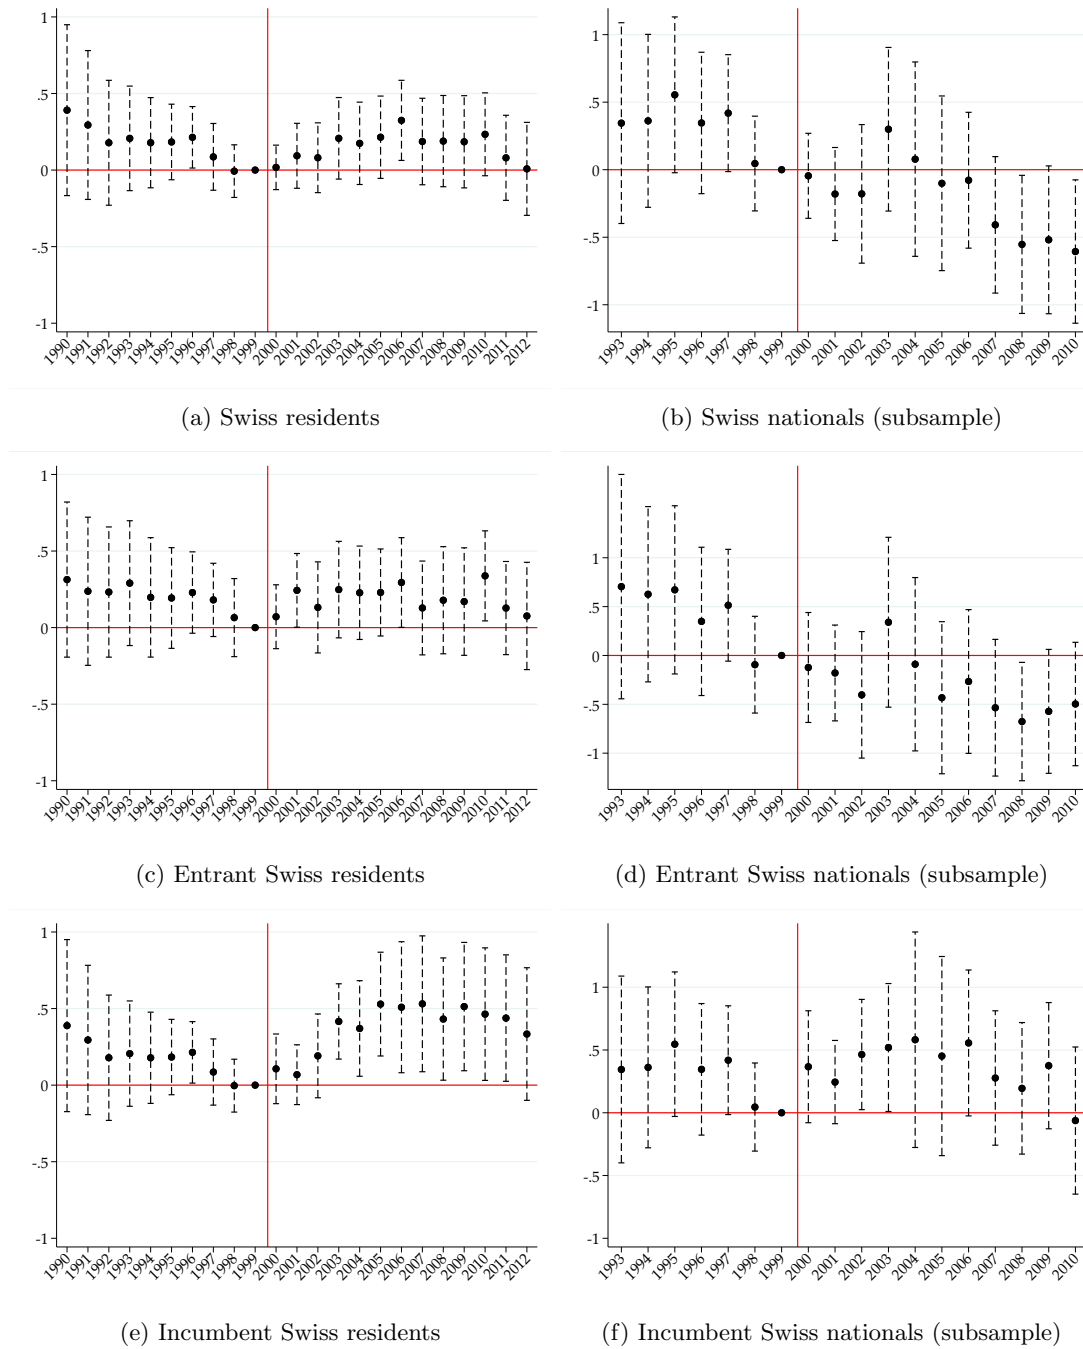 1
.5
0
-.5
-1
1990 1991 1992 1993 1994 1995 1996 1997 1998 1999 2000 2001 2002 2003 2004 2005 2006 2007 2008 2009 2010 2011 2012
(a) Swiss residents
1
.5
0
-.5
-1
1993 1994 1995 1996 1997 1998 1999 2000 2001 2002 2003 2004 2005 2006 2007 2008 2009 2010
(b) Swiss nationals (subsample)
1
.5
0
-.5
-1
1990 1991 1992 1993 1994 1995 1996 1997 1998 1999 2000 2001 2002 2003 2004 2005 2006 2007 2008 2009 2010 2011 2012
(c) Entrant Swiss residents
1
.5
0
-.5
-1
1993 1994 1995 1996 1997 1998 1999 2000 2001 2002 2003 2004 2005 2006 2007 2008 2009 2010
(d) Entrant Swiss nationals (subsample)
1
.5
0
-.5
-1
1990 1991 1992 1993 1994 1995 1996 1997 1998 1999 2000 2001 2002 2003 2004 2005 2006 2007 2008 2009 2010 2011 2012
(e) Incumbent Swiss residents
1
.5
0
-.5
-1
1993 1994 1995 1996 1997 1998 1999 2000 2001 2002 2003 2004 2005 2006 2007 2008 2009 2010
(f) Incumbent Swiss nationals (subsample)